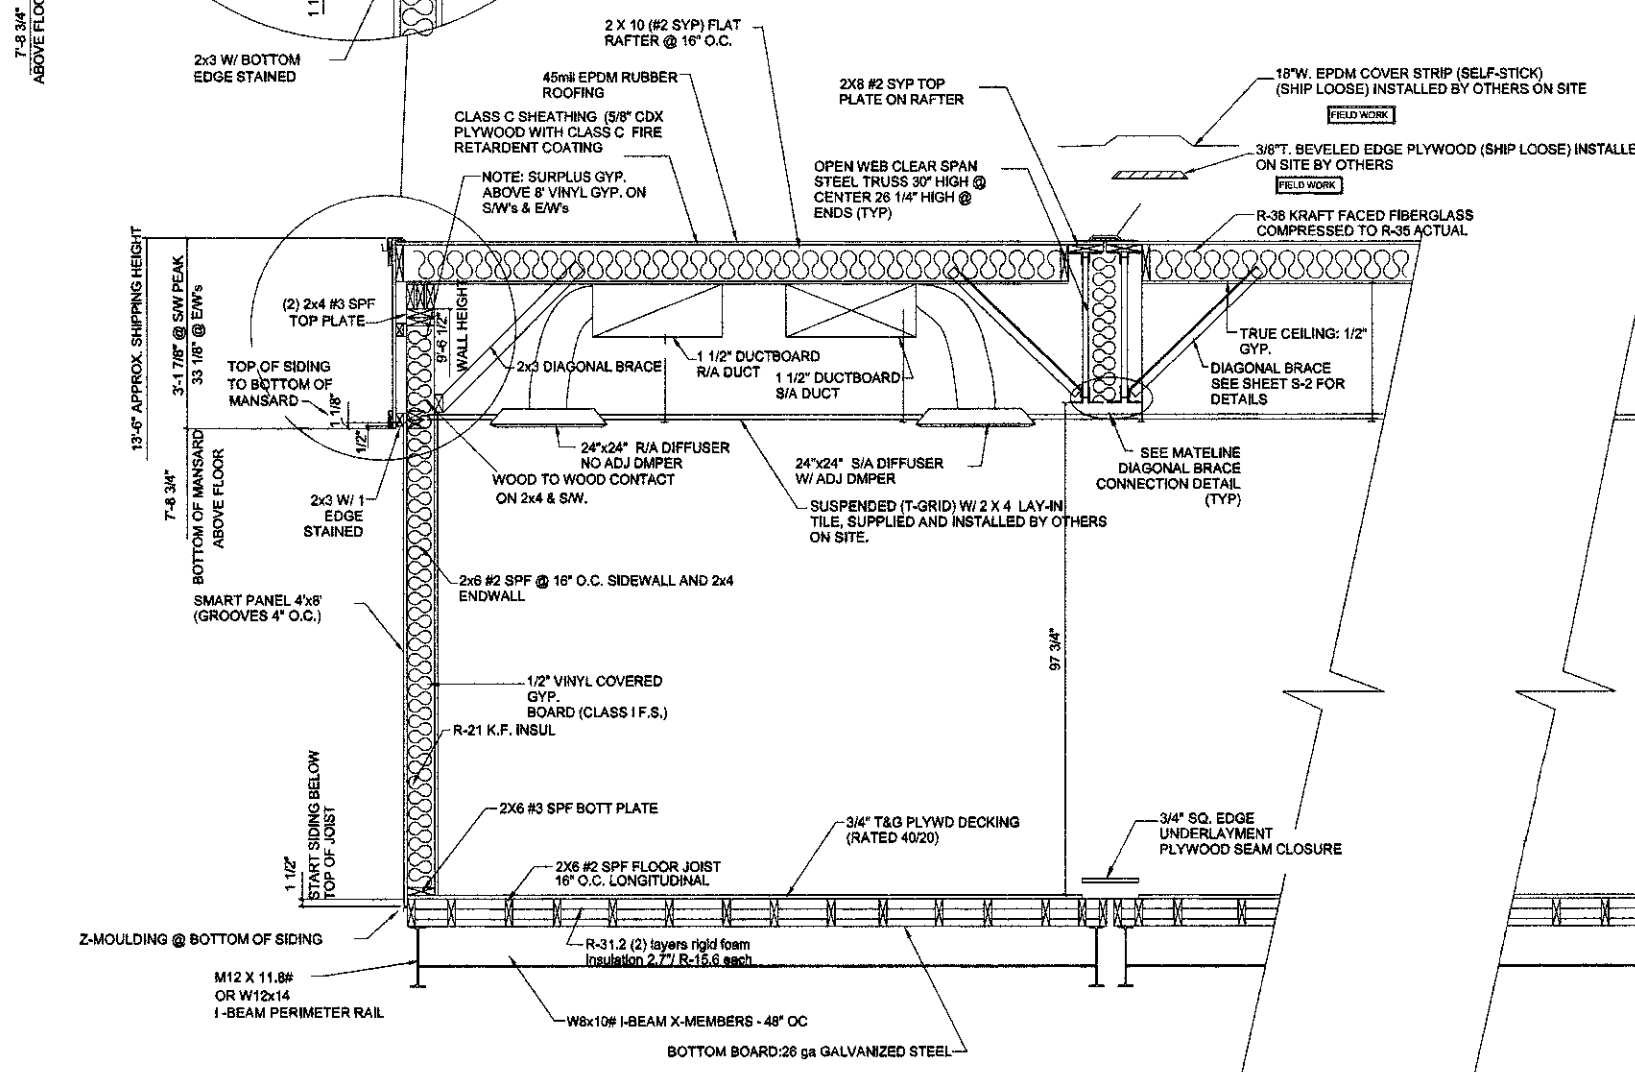 7'-8 3/4"
ABOVE FLOO
1 1
2x3 W/ BOTTOM
EDGE STAINED
2 X 10 (#2 SYP) FLAT
RAFTER @ 16" O.C.
45mil EPDM RUBBER
ROOFING
CLASS C SHEATHING (5/8" CDX
PLYWOOD WITH CLASS C FIRE
RETARDENT COATING
NOTE: SURPLUS GYP.
ABOVE 8' VINYL GYP. ON
S/W's & E/W's
2X8 #2 SYP TOP
PLATE ON RAFTER
OPEN WEB CLEAR SPAN
STEEL TRUSS 30" HIGH @
CENTER 26 1/4" HIGH @
ENDS (TYP)
18"W. EPDM COVER STRIP (SELF-STICK)
(SHIP LOOSE) INSTALLED BY OTHERS ON SITE
FIELD WORK
3/8"T. BEVELED EDGE PLYWOOD (SHIP LOOSE) INSTALLE
ON SITE BY OTHERS
FIELD WORK
R-38 KRAFT FACED FIBERGLASS
COMPRESSED TO R-35 ACTUAL
13'-6" APPROX. SHIPPING HEIGHT
3'-1 7/8" @ S/W PEAK
33 1/8" @ E/W's
(2) 2x4 #3 SPF
TOP PLATE
9'-6 1/2"
WALL HEIGHT
TOP OF SIDING
TO BOTTOM OF
MANSARD
1 1/8"
1/2"
2x3 DIAGONAL BRACE
1 1/2" DUCTBOARD
R/A DUCT
1 1/2" DUCTBOARD
S/A DUCT
TRUE CEILING: 1/2"
GYP.
DIAGONAL BRACE
SEE SHEET S-2 FOR
DETAILS
7'-8 3/4"
BOTTOM OF MANSARD
ABOVE FLOOR
2x3 W/ 1
EDGE
STAINED
24"x24" R/A DIFFUSER
NO ADJ DMPER
WOOD TO WOOD CONTACT
ON 2x4 & S/W.
24"x24" S/A DIFFUSER
W/ ADJ DMPER
SUSPENDED (T-GRID) W/ 2 X 4 LAY-IN
TILE, SUPPLIED AND INSTALLED BY OTHERS
ON SITE.
SEE MATELINE
DIAGONAL BRACE
CONNECTION DETAIL
(TYP)
2x6 #2 SPF @ 16" O.C. SIDEWALL AND 2x4
ENDWALL
SMART PANEL 4'x8'
(GROOVES 4" O.C.)
97 3/4"
1/2" VINYL COVERED
GYP.
BOARD (CLASS I F.S.)
R-21 K.F. INSUL
1 1/2"
START SIDING BELOW
TOP OF JOIST
2X6 #3 SPF BOTT PLATE
3/4" T&G PLYWD DECKING
(RATED 40/20)
3/4" SQ. EDGE
UNDERLAYMENT
PLYWOOD SEAM CLOSURE
2X6 #2 SPF FLOOR JOIST
16" O.C. LONGITUDINAL
Z-MOULDING @ BOTTOM OF SIDING
R-31.2 (2) layers rigid foam
Insulation 2.7"/ R-15.6 each
M12 X 11.8#
OR W12x14
I-BEAM PERIMETER RAIL
W8x10# I-BEAM X-MEMBERS - 48" OC
BOTTOM BOARD:26 ga GALVANIZED STEEL